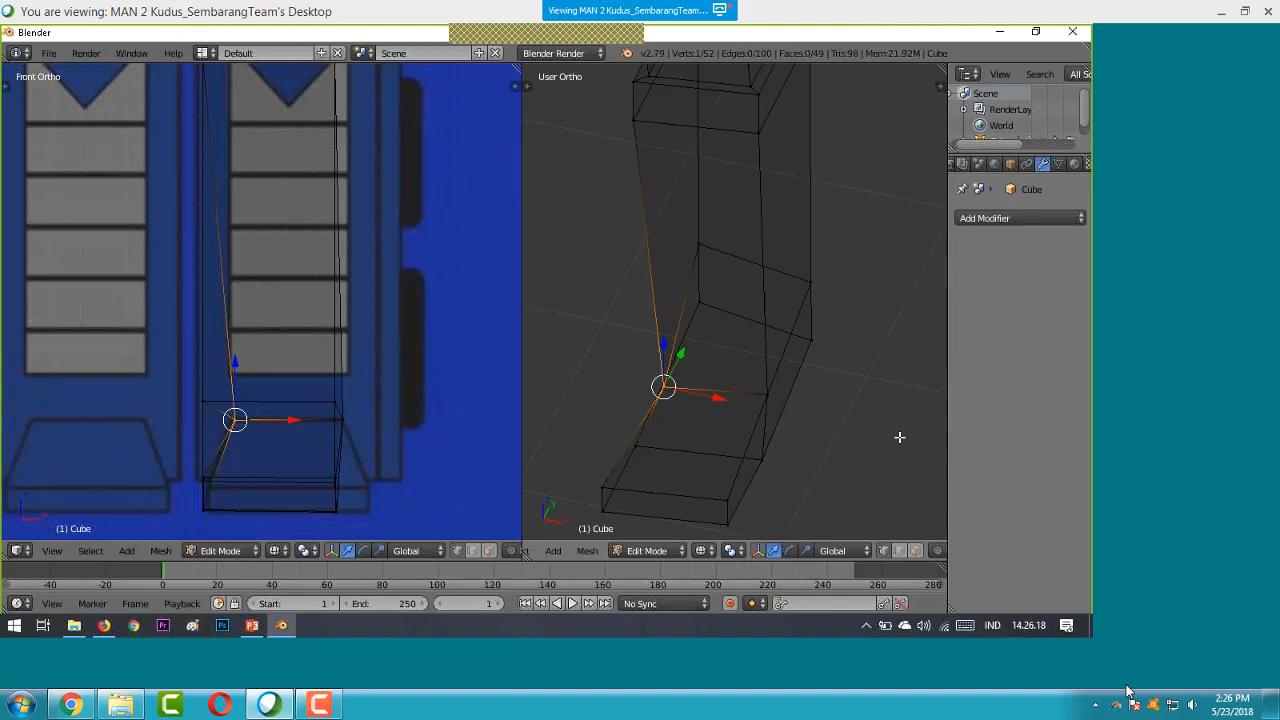 You are viewing: MAN 2 Kudus_SembarangTeam's Desktop
Viewing MAN 2 Kudus_SembarangTeam...
Blender
File Render Window Help Default Scene Blender Render v2.79 | Verts:1/52 | Edges:0/100 | Faces:0/49 | Tris:98 | Mem:21.92M | Cube
Front Ortho
User Ortho
View Search All Sc
Scene
RenderLay
World
Cube
Add Modifier
(1) Cube
(1) Cube
View Select Add Mesh Edit Mode Global
Add Mesh Edit Mode Global
-40 -20 0 20 40 60 80 100 120 140 160 180 200 220 240 260 280
View Marker Frame Playback Start: 1 End: 250 1 No Sync
IND 14.26.18
2:26 PM
5/23/2018